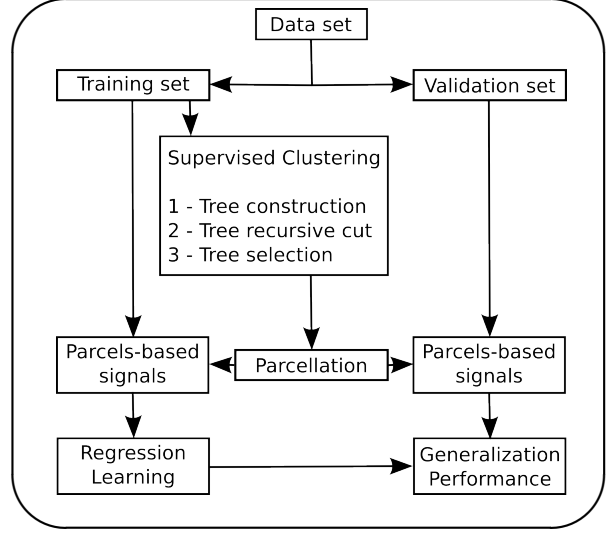 Data set
Training set
Validation set
Supervised Clustering
1 - Tree construction
2 - Tree recursive cut
3 - Tree selection
Parcels-based
signals
Parcellation
Parcels-based
signals
Regression
Learning
Generalization
Performance